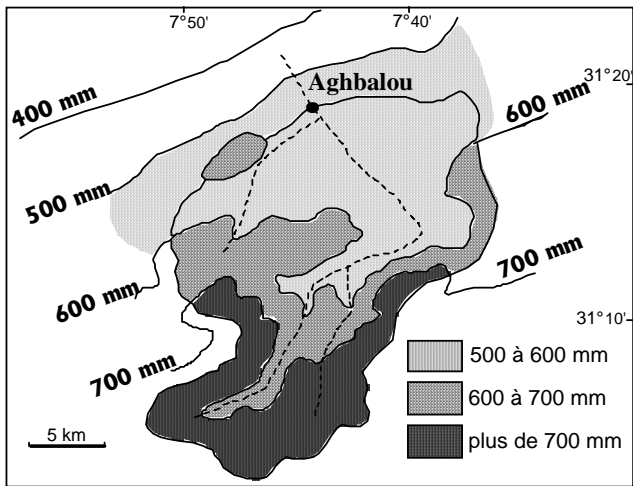 7°50'
7°40'
31°20'
Aghbalou
400 mm
600 mm
500 mm
700 mm
600 mm
31°10'
700 mm
500 à 600 mm
600 à 700 mm
plus de 700 mm
5 km